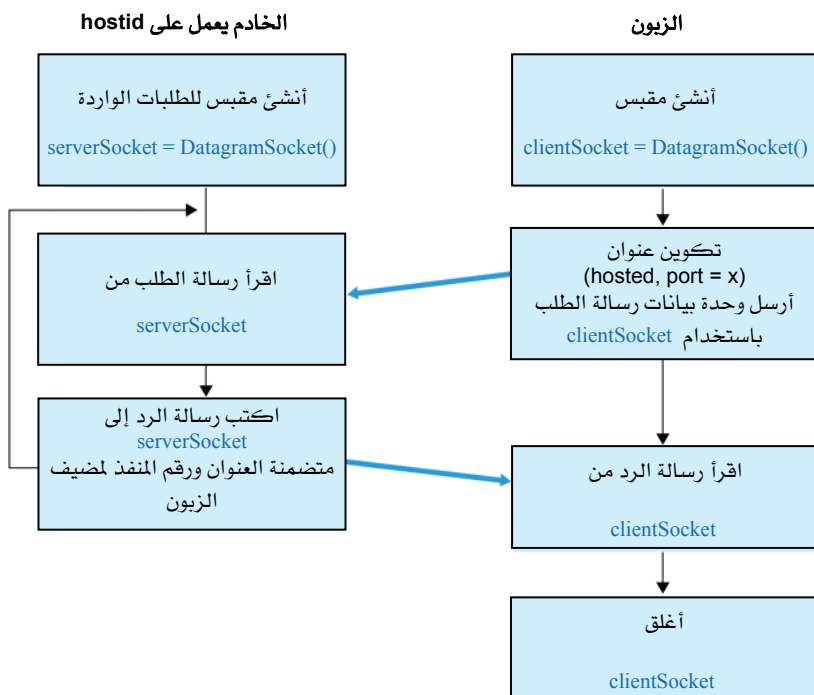 الخادم يعمل على hostid
أنشئ مقبس للطلبات الواردة
serverSocket = DatagramSocket()
اقرأ رسالة الطلب من
serverSocket
اكتب رسالة الرد إلى
serverSocket
متضمنة العنوان ورقم المنفذ لمضيف
الزبون
الزبون
أنشئ مقبس
clientSocket = DatagramSocket()
تكوين عنوان
(hosted, port = x)
أرسل وحدة بيانات رسالة الطلب
باستخدام clientSocket
اقرأ رسالة الرد من
clientSocket
أغلق
clientSocket